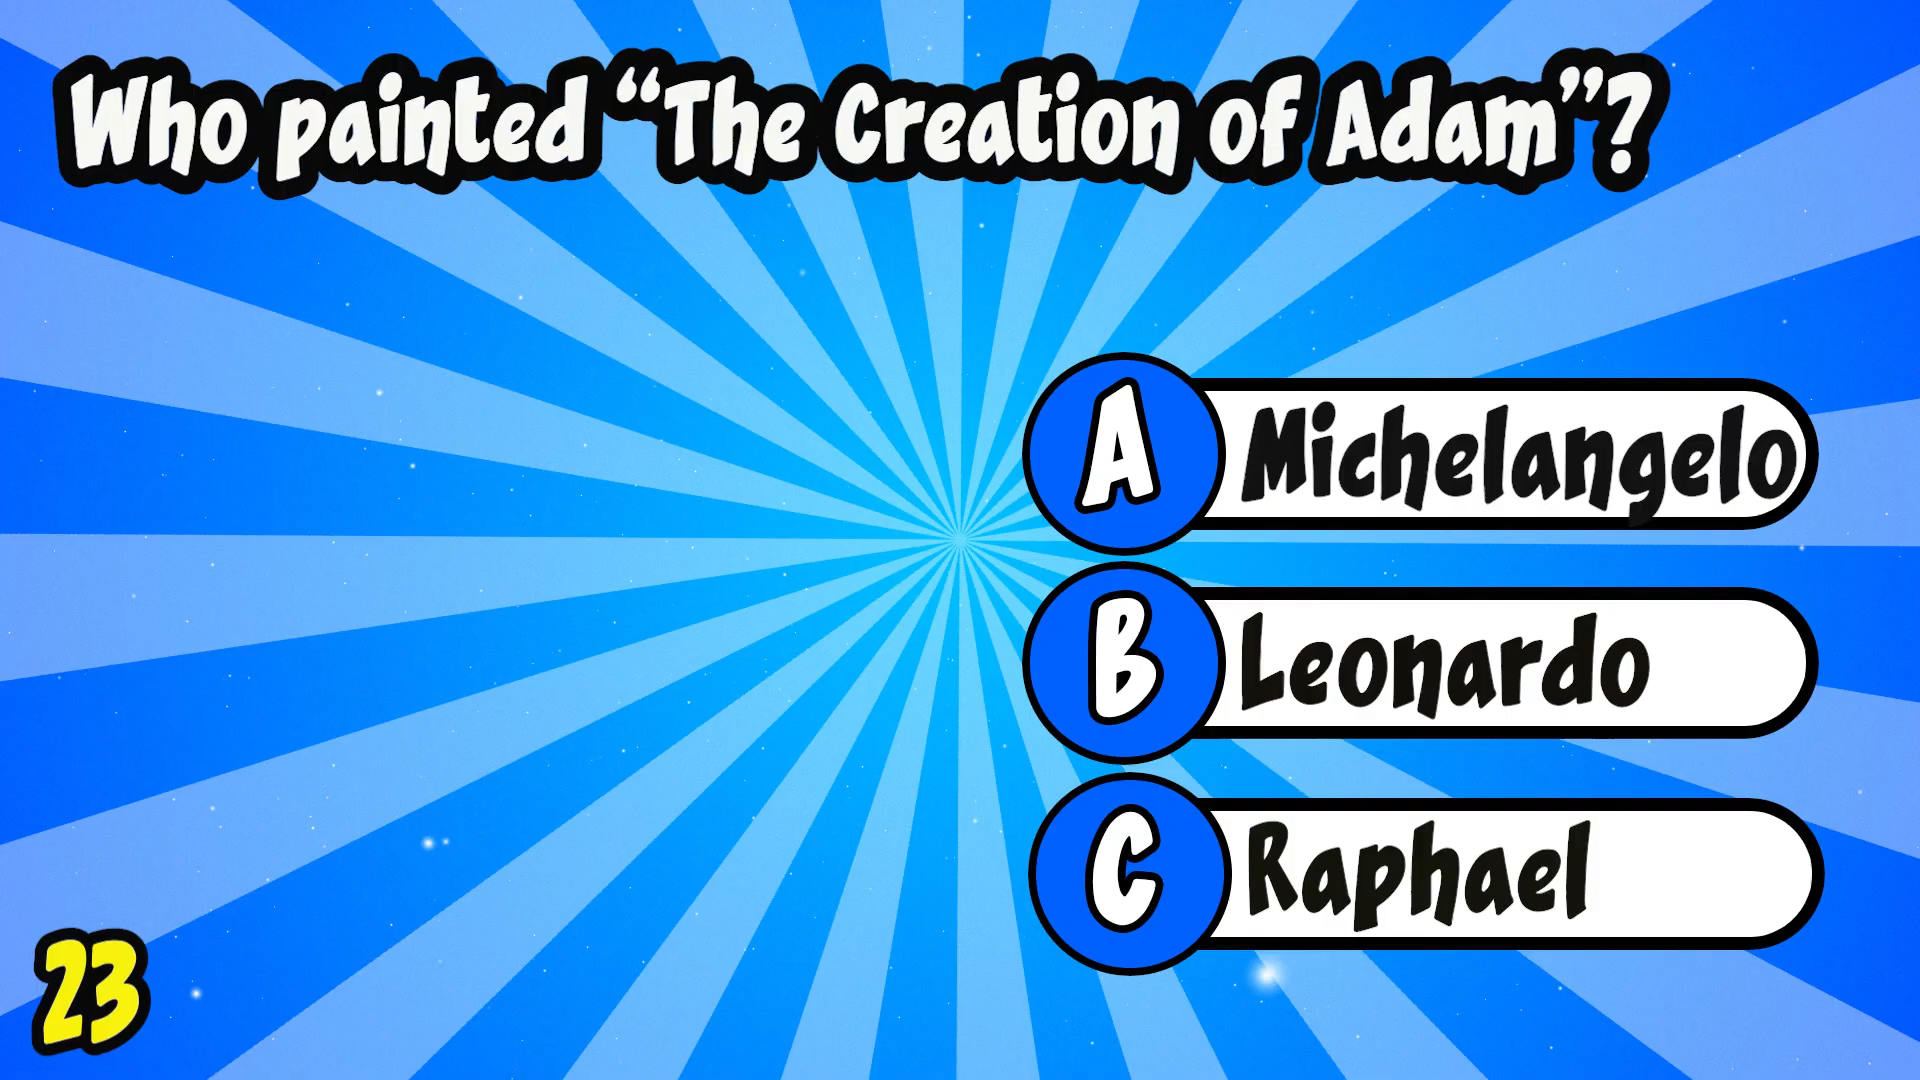 Who painted “The Creation of Adam”?
A Michelangelo
B Leonardo
C Raphael
23